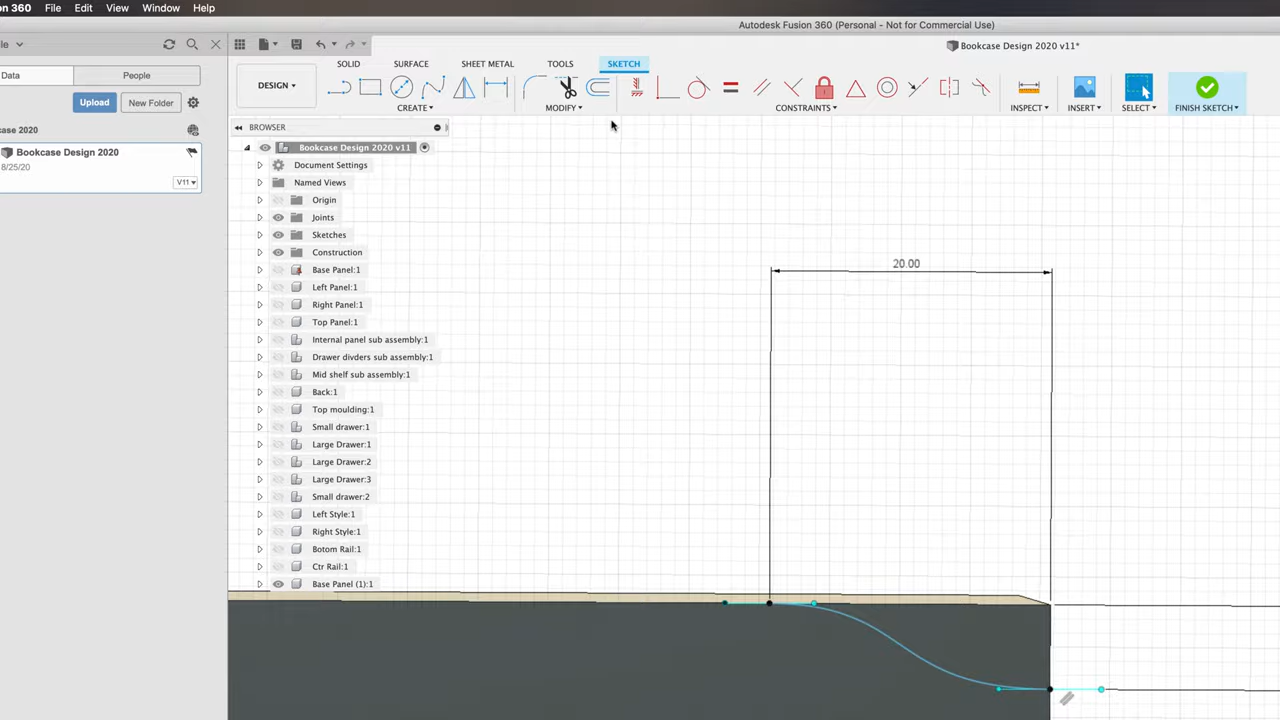 File Edit View Window Help
Autodesk Fusion 360 (Personal - Not for Commercial Use)
Bookcase Design 2020 v11*
Data People
Upload New Folder
Bookcase Design 2020
8/25/20
V11
DESIGN
SOLID SURFACE SHEET METAL TOOLS SKETCH
CREATE MODIFY CONSTRAINTS INSPECT INSERT SELECT FINISH SKETCH
BROWSER
Bookcase Design 2020 v11
Document Settings
Named Views
Origin
Joints
Sketches
Construction
Base Panel:1
Left Panel:1
Right Panel:1
Top Panel:1
Internal panel sub assembly:1
Drawer divders sub assembly:1
Mid shelf sub assembly:1
Back:1
Top moulding:1
Small drawer:1
Large Drawer:1
Large Drawer:2
Large Drawer:3
Small drawer:2
Left Style:1
Right Style:1
Botom Rail:1
Ctr Rail:1
Base Panel (1):1
20.00